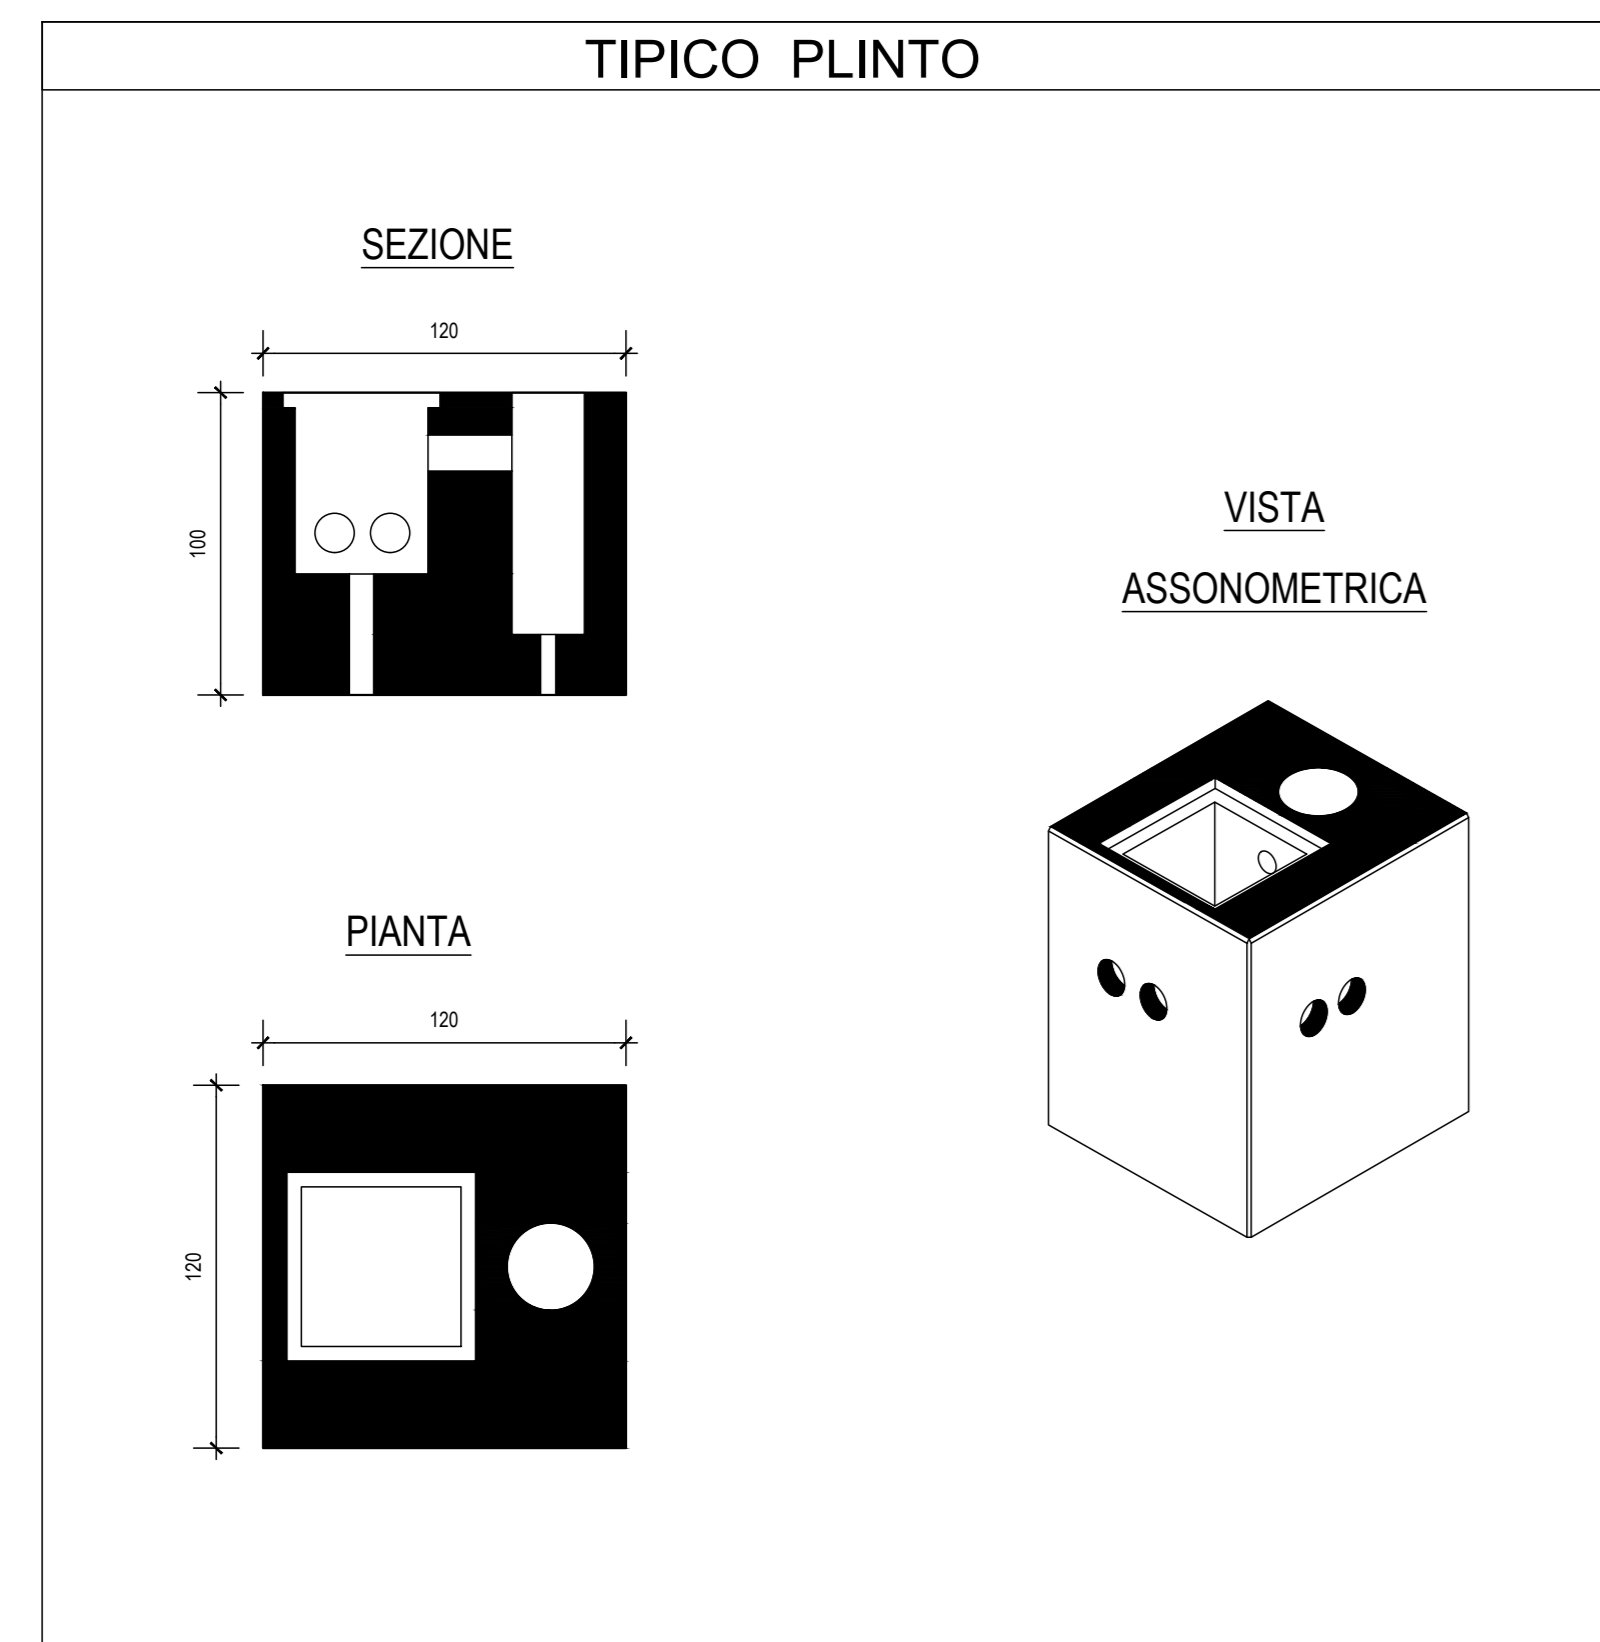 TIPICO PLINTO
SEZIONE
120
100
VISTA
ASSONOMETRICA
PIANTA
120
120